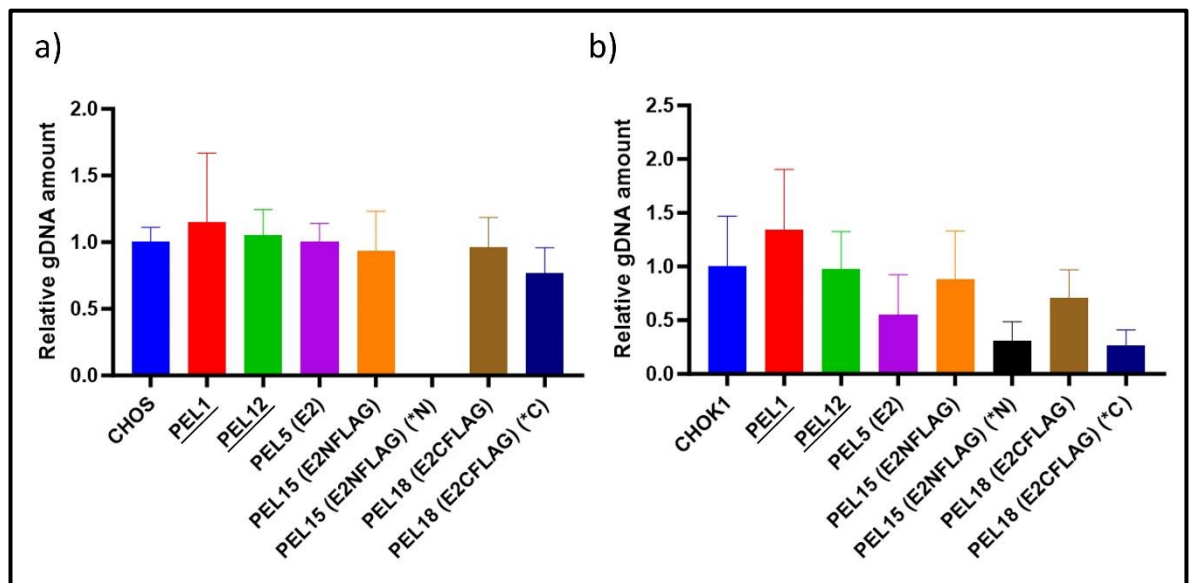 a)
Relative gDNA amount
2.0
1.5
1.0
0.5
0.0
CHOS
PEL1
PEL12
PEL5 (E2)
PEL15 (E2NFLAG)
PEL15 (E2NFLAG) (*N)
PEL18 (E2CFLAG)
PEL18 (E2CFLAG) (*C)
b)
Relative gDNA amount
2.5
2.0
1.5
1.0
0.5
0.0
CHOK1
PEL1
PEL12
PEL5 (E2)
PEL15 (E2NFLAG)
PEL15 (E2NFLAG) (*N)
PEL18 (E2CFLAG)
PEL18 (E2CFLAG) (*C )